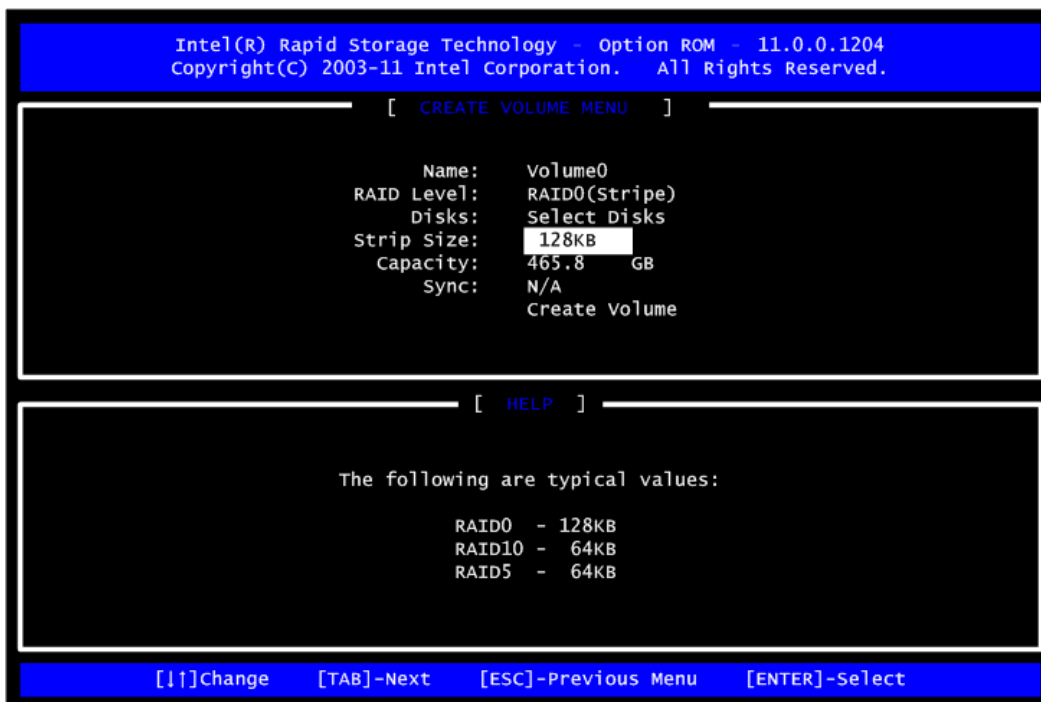 Intel(R) Rapid Storage Technology - Option ROM - 11.0.0.1204
Copyright(C) 2003-11 Intel Corporation. All Rights Reserved.
[ CREATE VOLUME MENU ]
Name: Volume0
RAID Level: RAID0(Stripe)
Disks: Select Disks
Strip Size: 128KB
Capacity: 465.8 GB
Sync: N/A
Create Volume
[ HELP ]
The following are typical values:
RAID0 - 128KB
RAID10 - 64KB
RAID5 - 64KB
[↓↑]Change [TAB]-Next [ESC]-Previous Menu [ENTER]-Select